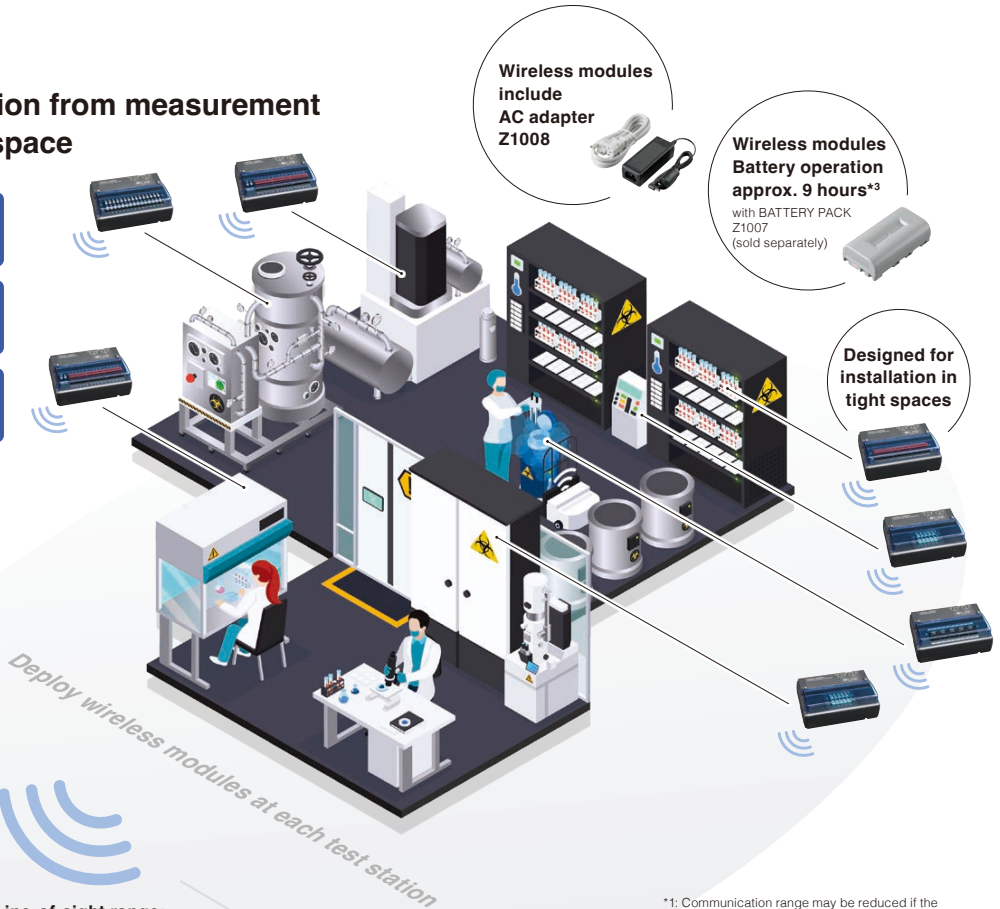 ion from measurement
space
Wireless modules
include
AC adapter
Z1008
Wireless modules
Battery operation
approx. 9 hours*3
with BATTERY PACK
Z1007
(sold separately)
Designed for
installation in
tight spaces
Deploy wireless modules at each test station
*1: Communication range may be reduced if the